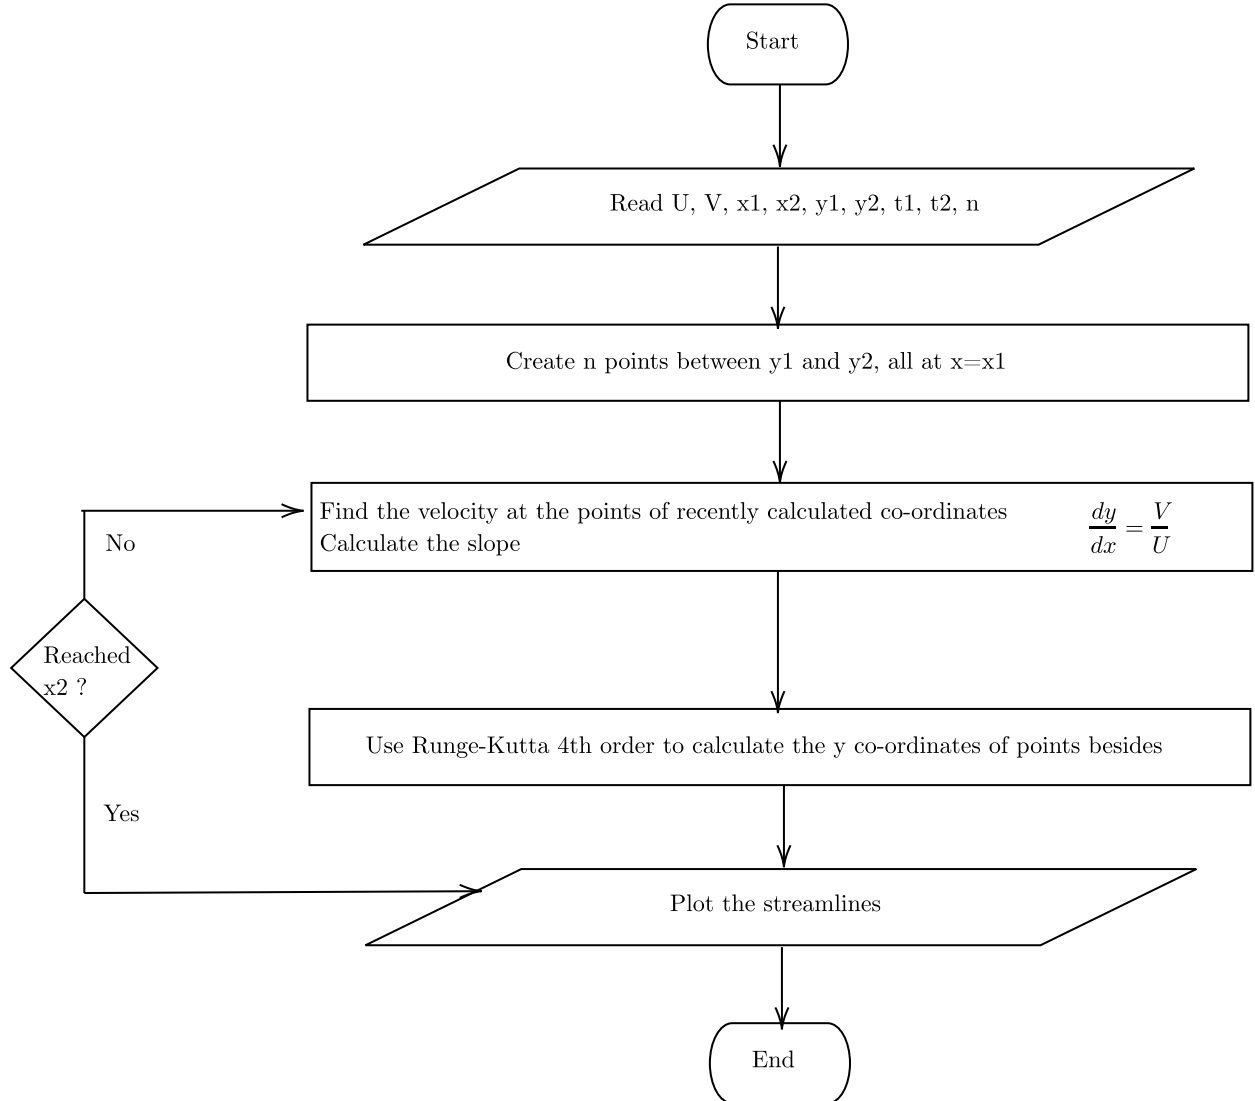 Start
Read U, V, x1, x2, y1, y2, t1, t2, n
Create n points between y1 and y2, all at x=x1
Find the velocity at the points of recently calculated co-ordinates
Calculate the slope
dy/dx = V/U
No
Reached
x2 ?
Use Runge-Kutta 4th order to calculate the y co-ordinates of points besides
Yes
Plot the streamlines
End